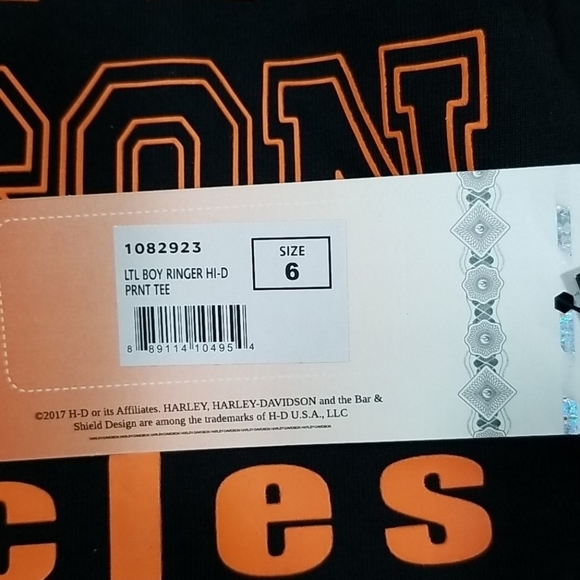 SON
1082923
LTL BOY RINGER HI-D
PRNT TEE
SIZE
6
8 89114 10495 4
©2017 H-D or its Affiliates. HARLEY, HARLEY-DAVIDSON and the Bar &
Shield Design are among the trademarks of H-D U.S.A., LLC
cles